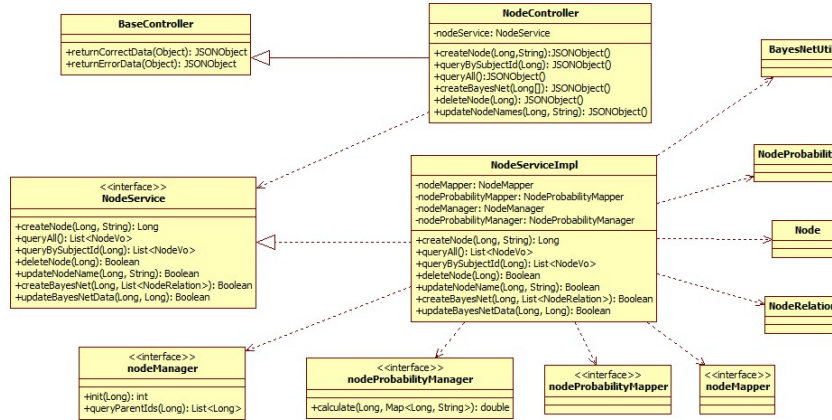 BaseController
+returnCorrectData(Object): JSONObject
+returnErrorData(Object): JSONObject
NodeController
-nodeService: NodeService
+createNode(Long,String):JSONObject()
+queryBySubjectId(Long): JSONObject()
+queryAll():JSONObject()
+createBayesNet(Long[]): JSONObject()
+deleteNode(Long): JSONObject()
+updateNodeNames(Long, String): JSONObject()
BayesNetUtil
<<interface>>
NodeService
+createNode(Long, String): Long
+queryAll(): List<NodeVo>
+queryBySubjectId(Long): List<NodeVo>
+deleteNode(Long): Boolean
+updateNodeName(Long, String): Boolean
+createBayesNet(Long, List<NodeRelation>): Boolean
+updateBayesNetData(Long, Long): Boolean
NodeServiceImpl
-nodeMapper: NodeMapper
-nodeProbabilityMapper: NodeProbabilityMapper
-nodeManager: NodeManager
-nodeProbabilityManager: NodeProbabilityManager
+createNode(Long, String): Long
+queryAll(): List<NodeVo>
+queryBySubjectId(Long): List<NodeVo>
+deleteNode(Long): Boolean
+updateNodeName(Long, String): Boolean
+createBayesNet(Long, List<NodeRelation>): Boolean
+updateBayesNetData(Long, Long): Boolean
NodeProbabilit
Node
NodeRelation
<<interface>>
nodeManager
+init(Long): int
+queryParentIds(Long): List<Long>
<<interface>>
nodeProbabilityManager
+calculate(Long, Map<Long, String>): double
<<interface>>
nodeProbabilityMapper
<<interface>>
nodeMapper